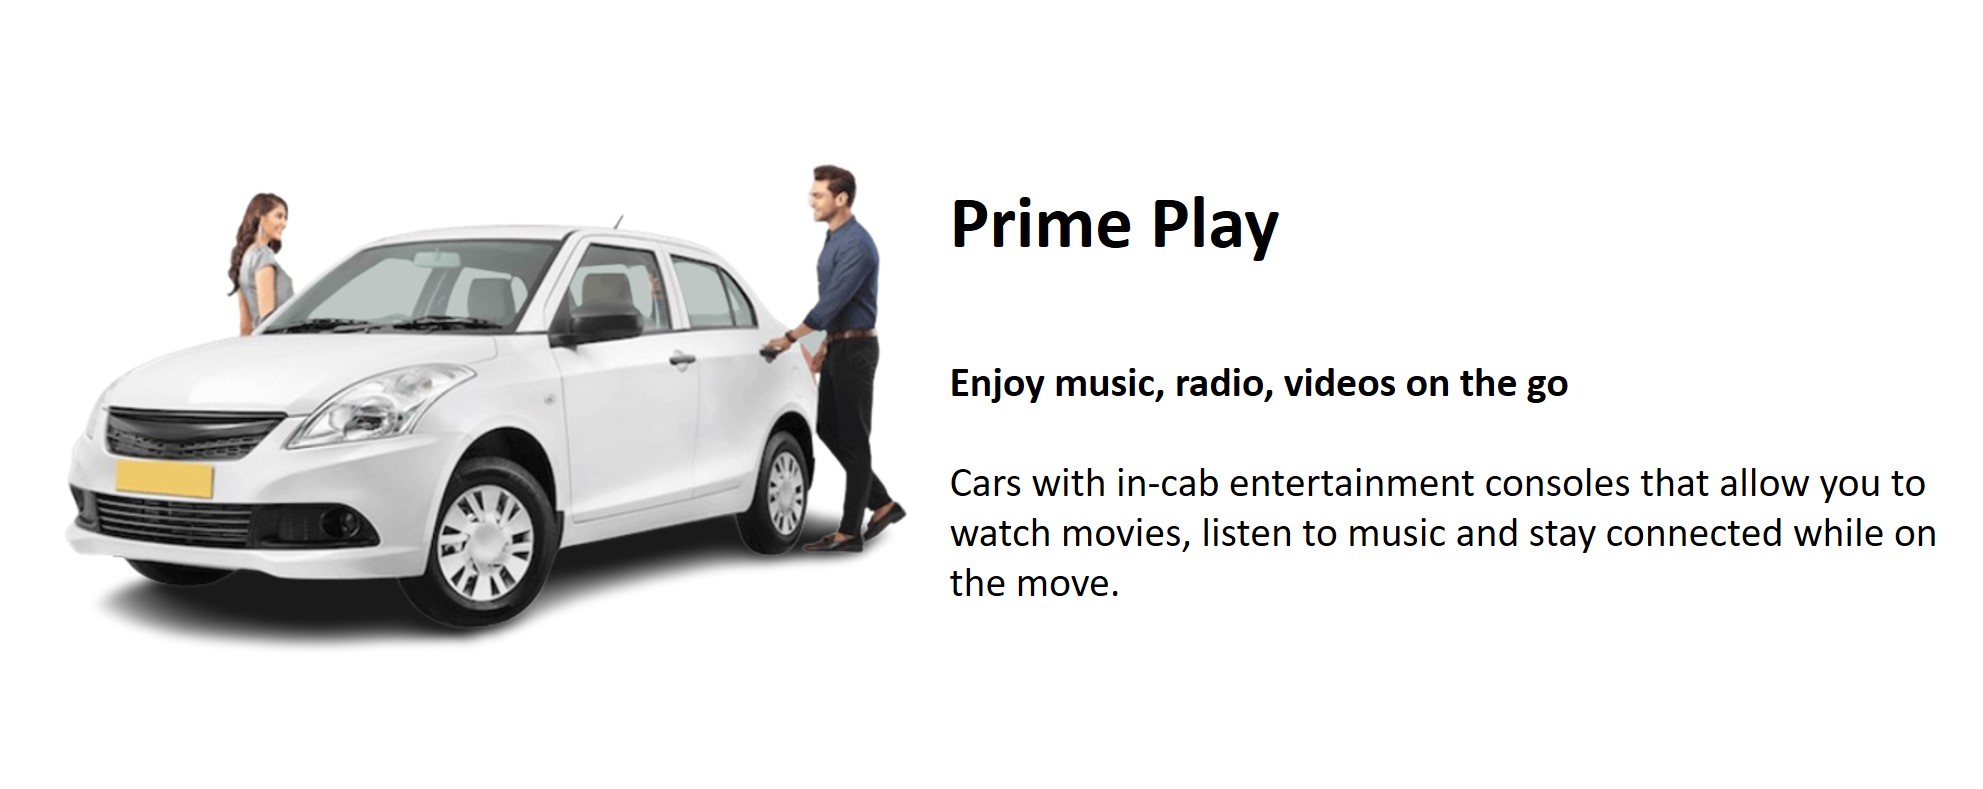 Prime Play
Enjoy music, radio, videos on the go
Cars with in-cab entertainment consoles that allow you to
watch movies, listen to music and stay connected while on
the move.